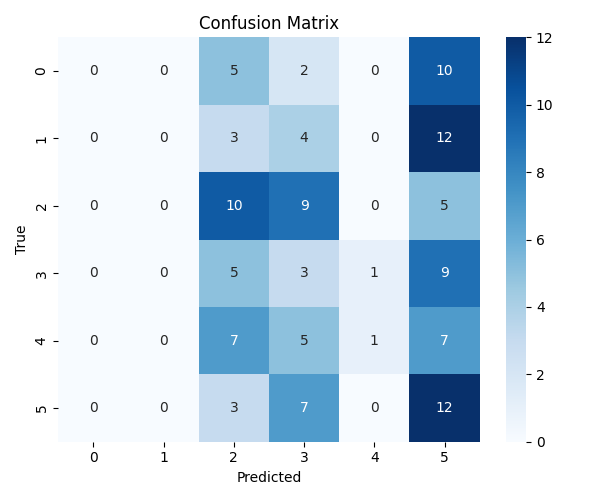 Confusion Matrix
0 0 0 5 2 0 10
1 0 0 3 4 0 12
2 0 0 10 9 0 5
3 0 0 5 3 1 9
4 0 0 7 5 1 7
5 0 0 3 7 0 12
0 1 2 3 4 5
True
Predicted
12
10
8
6
4
2
0